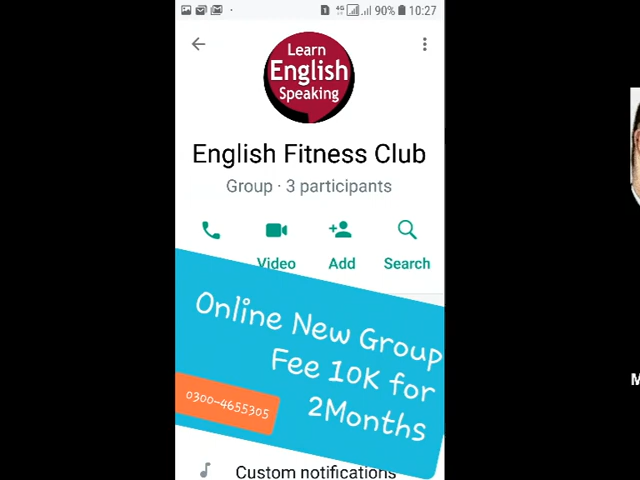 90% 10:27
Learn
English
Speaking
English Fitness Club
Group · 3 participants
Video Add Search
Online New Group
Fee 10K for
2Months
0300-4655305
Custom notifications
M